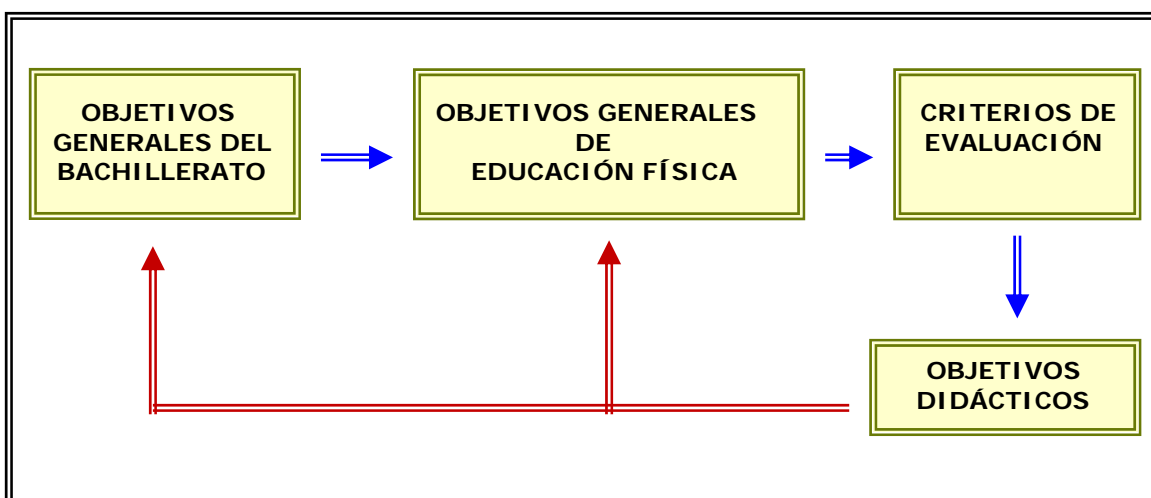 OBJETIVOS
GENERALES DEL
BACHILLERATO
OBJETIVOS GENERALES
DE
EDUCACIÓN FÍSICA
CRITERIOS DE
EVALUACIÓN
OBJETIVOS
DIDÁCTICOS